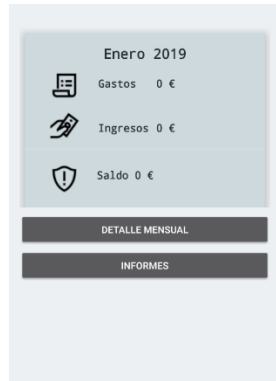 Enero 2019
Gastos 0 €
Ingresos 0 €
Saldo 0 €
DETALLE MENSUAL
INFORMES